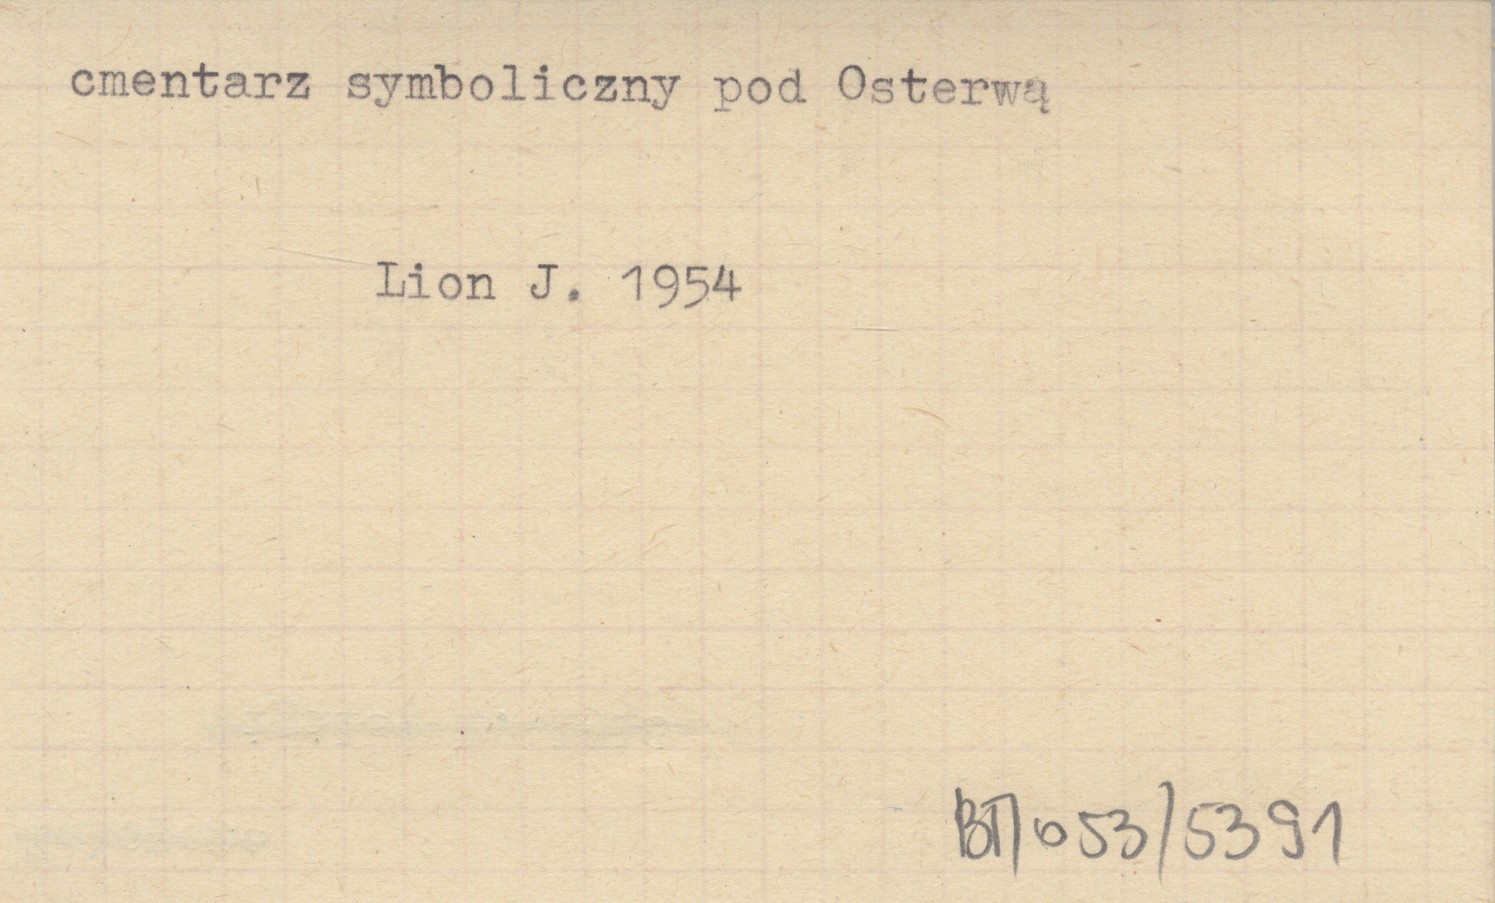 cmentarz symboliczny pod Osterwą
Lion J. 1954
BT/053/5391